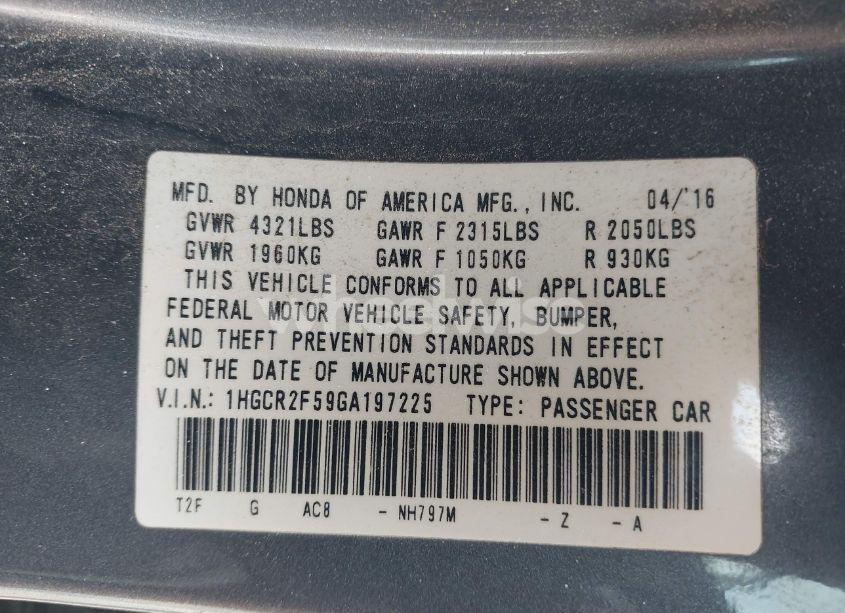 MFD. BY HONDA OF AMERICA MFG., INC. 04/'16
GVWR 4321LBS GAWR F 2315LBS R 2050LBS
GVWR 1960KG GAWR F 1050KG R 930KG
THIS VEHICLE CONFORMS TO ALL APPLICABLE
FEDERAL MOTOR VEHICLE SAFETY, BUMPER,
AND THEFT PREVENTION STANDARDS IN EFFECT
ON THE DATE OF MANUFACTURE SHOWN ABOVE.
V.I.N.: 1HGCR2F59GA197225 TYPE: PASSENGER CAR
T2F G AC8 - NH797M - Z - A
wheelwise